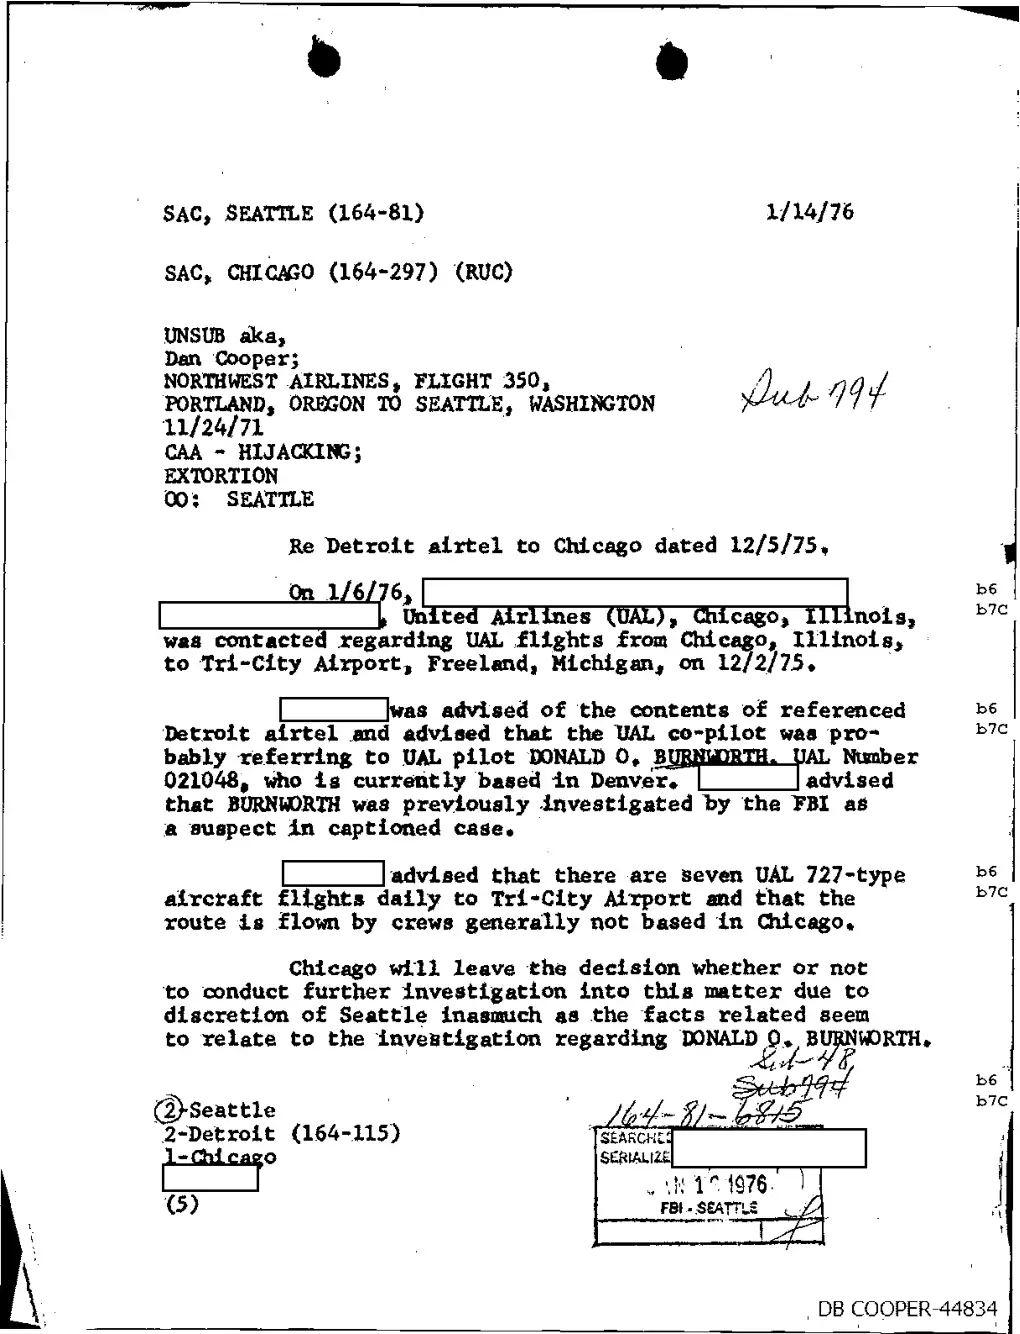 SAC, SEATTLE (164-81) 1/14/76
SAC, CHICAGO (164-297) (RUC)
UNSUB aka,
Dan Cooper;
NORTHWEST AIRLINES, FLIGHT 350,
PORTLAND, OREGON TO SEATTLE, WASHINGTON
11/24/71
CAA - HIJACKING;
EXTORTION
OO: SEATTLE
Sub 794
Re Detroit airtel to Chicago dated 12/5/75.
On 1/6/76,
b6
, United Airlines (UAL), Chicago, Illinois,
b7C
was contacted regarding UAL flights from Chicago, Illinois,
to Tri-City Airport, Freeland, Michigan, on 12/2/75.
was advised of the contents of referenced
b6
Detroit airtel and advised that the UAL co-pilot was pro-
b7C
bably referring to UAL pilot DONALD O. BURNWORTH. UAL Number
021048, who is currently based in Denver. advised
that BURNWORTH was previously investigated by the FBI as
a suspect in captioned case.
advised that there are seven UAL 727-type
b6
aircraft flights daily to Tri-City Airport and that the
b7C
route is flown by crews generally not based in Chicago.
Chicago will leave the decision whether or not
to conduct further investigation into this matter due to
discretion of Seattle inasmuch as the facts related seem
to relate to the investigation regarding DONALD O. BURNWORTH.
Sub-48
Sub 794
b6
b7C
164-81-6815
2-Seattle
2-Detroit (164-115)
1-Chicago
(5)
SEARCHE
SERIALIZE
1976
FBI - SEATTLE
DB COOPER-44834